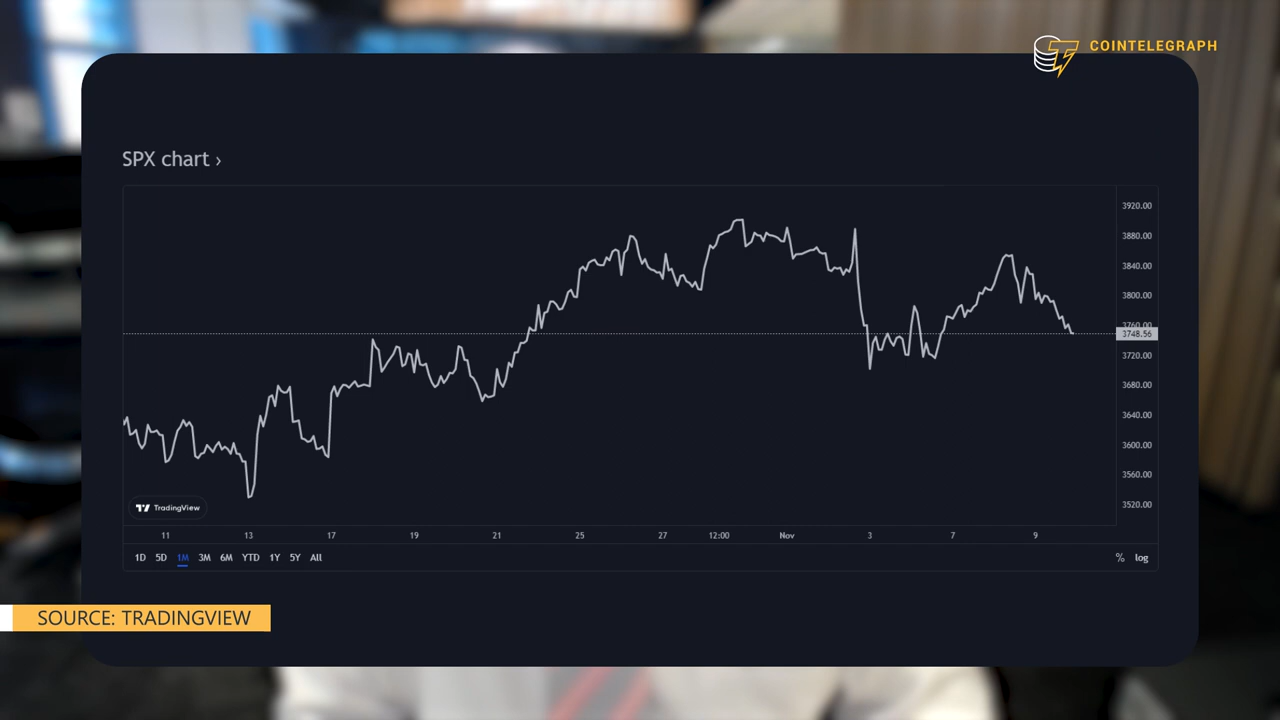 COINTELEGRAPH
SPX chart ›
3920.00
3880.00
3840.00
3800.00
3760.00
3748.56
3720.00
3680.00
3640.00
3600.00
3560.00
3520.00
TradingView
11 13 17 19 21 25 27 12:00 Nov 3 7 9
1D 5D 1M 3M 6M YTD 1Y 5Y All % log
SOURCE: TRADINGVIEW